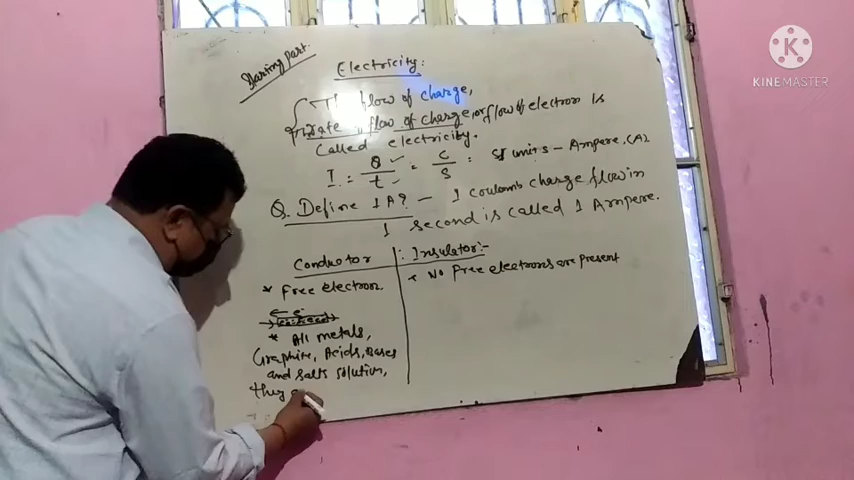 Starting part.
Electricity:
The flow of charge,
rate of flow of charge, or flow of electron is
Called electricity.
I = Q/t = C/S = SI units - Ampere, (A)
Q. Define 1 A? - 1 coulomb charge flow in
1 second is called 1 Ampere.
Conductor : Insulator:-
* free electron. * No free electrons are present
← e-
* All metals,
Graphite, Acids, Bases
and salts solution,
they
K
KINEMASTER